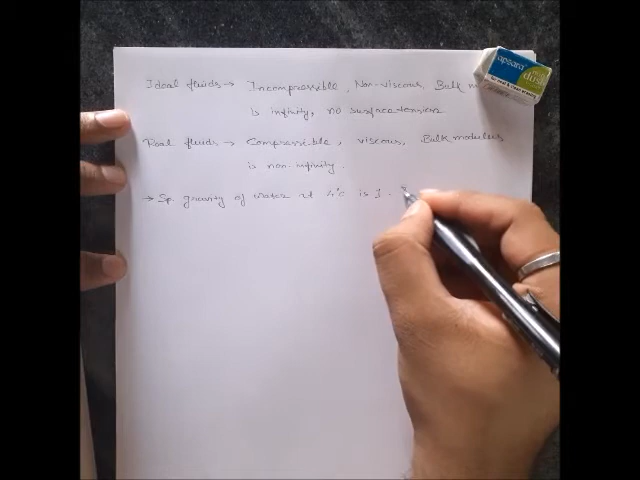 Ideal fluids → Incompressible, Non-viscous, Bulk
is infinity, no surface tension
Real fluids → Compressible, viscous, Bulk modulus
is non-infinity.
→ Sp. gravity of water at 4°C is 1.
apsara